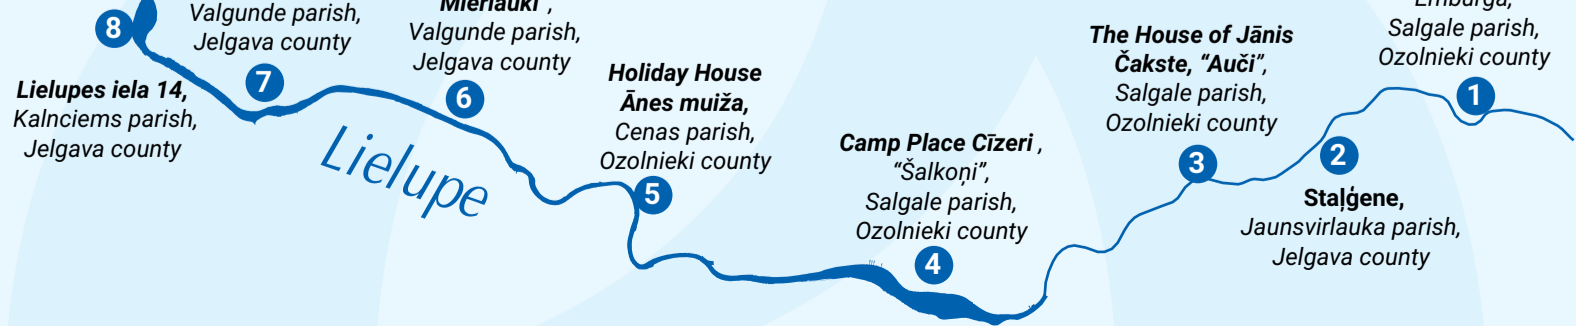 8
Valgunde parish,
Jelgava county
7
Lielupes iela 14,
Kalnciems parish,
Jelgava county
Mierlauki",
Valgunde parish,
Jelgava county
6
Lielupe
Holiday House
Ānes muiža,
Cenas parish,
Ozolnieki county
5
Camp Place Cīzeri ,
“Šalkoņi”,
Salgale parish,
Ozolnieki county
4
The House of Jānis
Čakste, “Auči”,
Salgale parish,
Ozolnieki county
3
2
Staļģene,
Jaunsvirlauka parish,
Jelgava county
Emburga,
Salgale parish,
Ozolnieki county
1